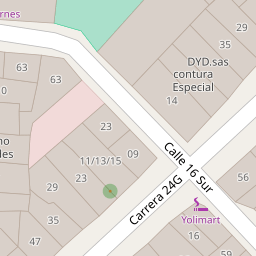 rnes
35
29
DYD.sas
contura
Especial
14
63
63
0
23
no
les
09
11/13/15
23
29
47
35
Calle 16 Sur
Carrera 24G
56
Yolimart
16
59